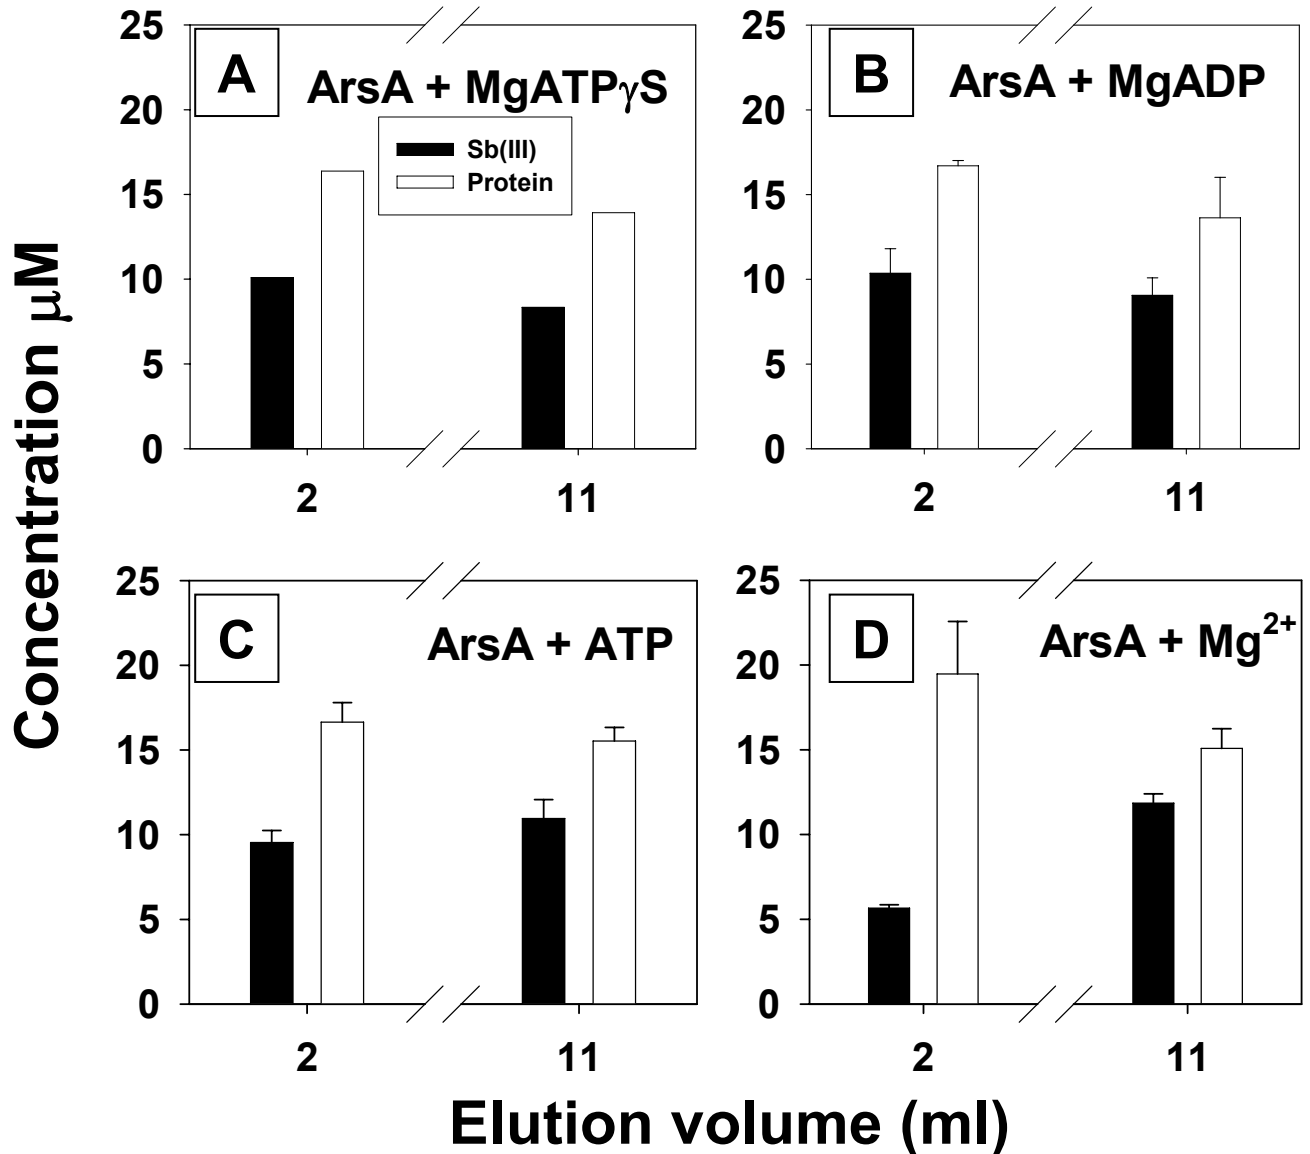 Concentration μM
25
20
15
10
5
0
A
ArsA + MgATPγS
Sb(III)
Protein
2
11
25
20
15
10
5
0
B
ArsA + MgADP
2
11
25
20
15
10
5
0
C
ArsA + ATP
2
11
25
20
15
10
5
0
D
ArsA + Mg²⁺
2
11
Elution volume (ml)